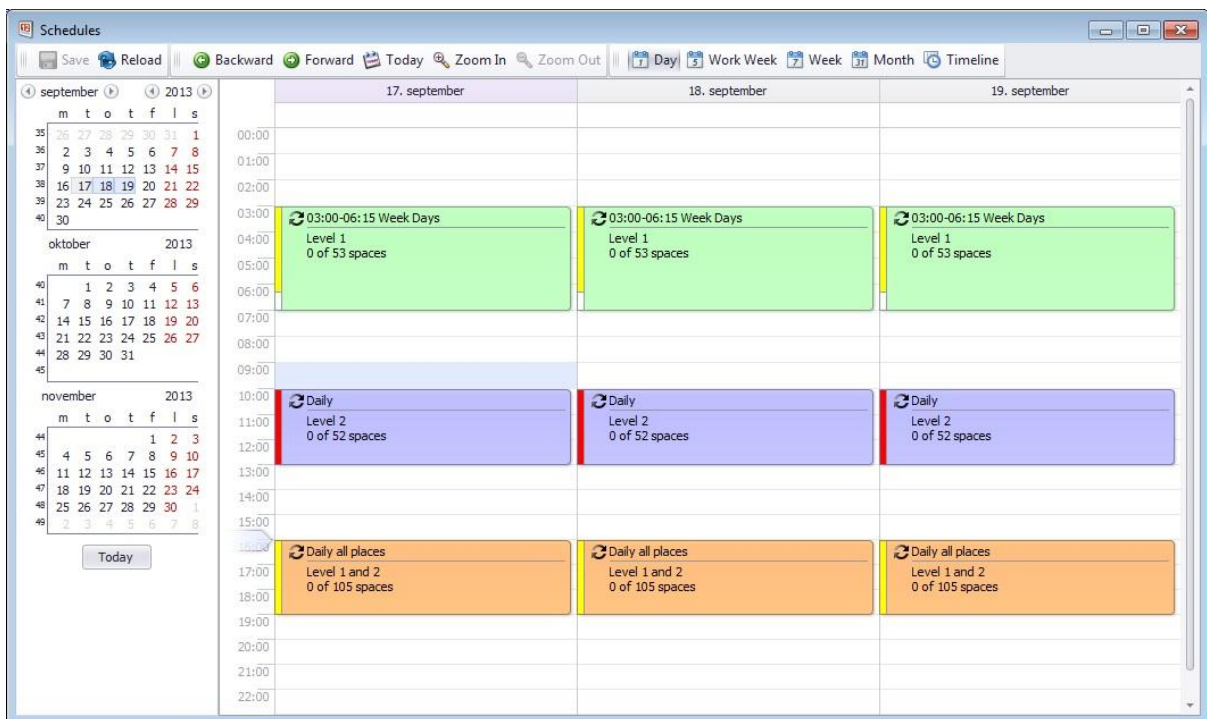 Schedules
Save Reload Backward Forward Today Zoom In Zoom Out Day Work Week Week Month Timeline
september 2013
m t o t f l s
35 26 27 28 29 30 31 1
36 2 3 4 5 6 7 8
37 9 10 11 12 13 14 15
38 16 17 18 19 20 21 22
39 23 24 25 26 27 28 29
40 30
oktober 2013
m t o t f l s
40 1 2 3 4 5 6
41 7 8 9 10 11 12 13
42 14 15 16 17 18 19 20
43 21 22 23 24 25 26 27
44 28 29 30 31
45
november 2013
m t o t f l s
44 1 2 3
45 4 5 6 7 8 9 10
46 11 12 13 14 15 16 17
47 18 19 20 21 22 23 24
48 25 26 27 28 29 30 1
49 2 3 4 5 6 7 8
Today
17. september 18. september 19. september
00:00
01:00
02:00
03:00 03:00-06:15 Week Days 03:00-06:15 Week Days 03:00-06:15 Week Days
04:00 Level 1 Level 1 Level 1
0 of 53 spaces 0 of 53 spaces 0 of 53 spaces
05:00
06:00
07:00
08:00
09:00
10:00 Daily Daily Daily
11:00 Level 2 Level 2 Level 2
0 of 52 spaces 0 of 52 spaces 0 of 52 spaces
12:00
13:00
14:00
15:00
16:00 Daily all places Daily all places Daily all places
17:00 Level 1 and 2 Level 1 and 2 Level 1 and 2
0 of 105 spaces 0 of 105 spaces 0 of 105 spaces
18:00
19:00
20:00
21:00
22:00